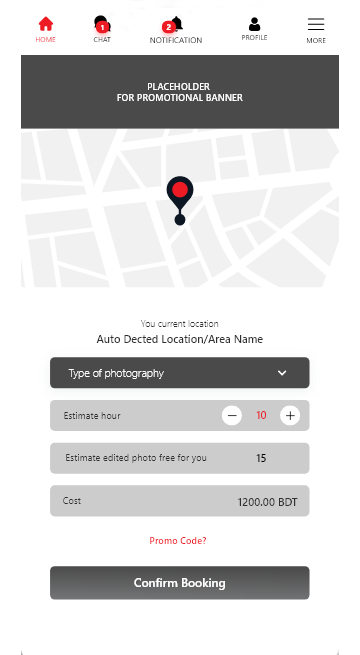 1
2
HOME
CHAT
NOTIFICATION
PROFILE
MORE
PLACEHOLDER
FOR PROMOTIONAL BANNER
You current location
Auto Dected Location/Area Name
Type of photography
Estimate hour
10
Estimate edited photo free for you
15
Cost
1200.00 BDT
Promo Code?
Confirm Booking